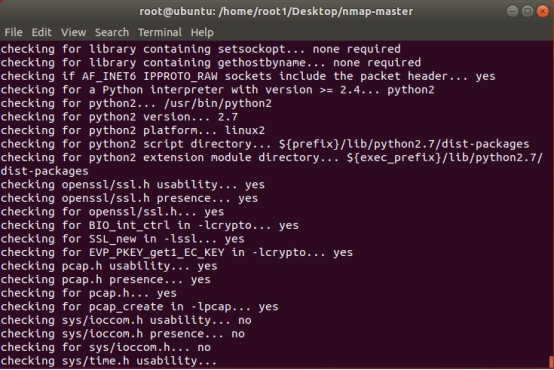 root@ubuntu: /home/root1/Desktop/nmap-master
File Edit View Search Terminal Help
checking for library containing setsockopt... none required
checking for library containing gethostbyname... none required
checking if AF_INET6 IPPROTO_RAW sockets include the packet header... yes
checking for a Python interpreter with version >= 2.4... python2
checking for python2... /usr/bin/python2
checking for python2 version... 2.7
checking for python2 platform... linux2
checking for python2 script directory... ${prefix}/lib/python2.7/dist-packages
checking for python2 extension module directory... ${exec_prefix}/lib/python2.7/
dist-packages
checking openssl/ssl.h usability... yes
checking openssl/ssl.h presence... yes
checking for openssl/ssl.h... yes
checking for BIO_int_ctrl in -lcrypto... yes
checking for SSL_new in -lssl... yes
checking for EVP_PKEY_get1_EC_KEY in -lcrypto... yes
checking pcap.h usability... yes
checking pcap.h presence... yes
checking for pcap.h... yes
checking for pcap_create in -lpcap... yes
checking sys/ioccom.h usability... no
checking sys/ioccom.h presence... no
checking for sys/ioccom.h... no
checking sys/time.h usability...